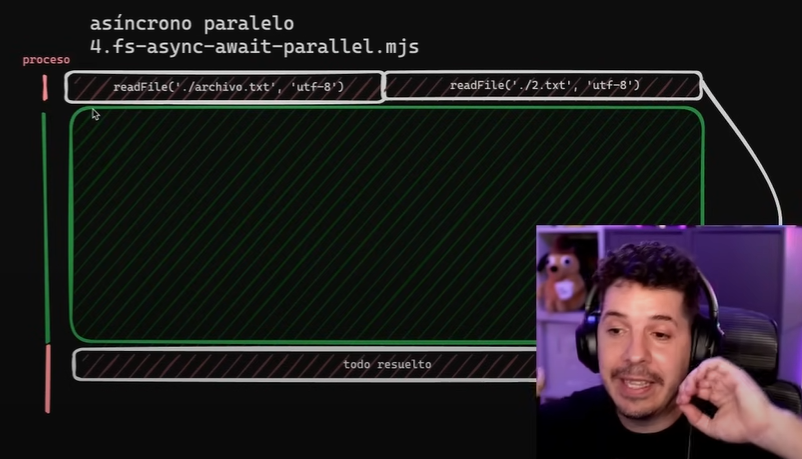 asíncrono paralelo
4.fs-async-await-parallel.mjs
proceso
readFile('./archivo.txt', 'utf-8')
readFile('./2.txt', 'utf-8')
todo resuelto